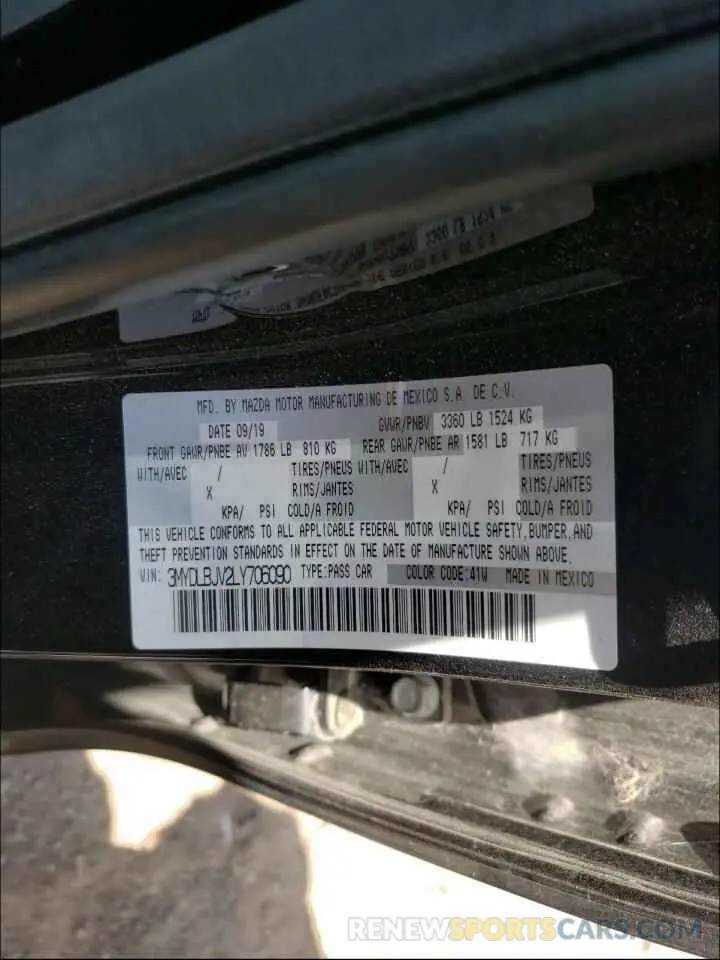 MFD. BY MAZDA MOTOR MANUFACTURING DE MEXICO S.A. DE C.V.
DATE 09/19 GVWR/PNBV 3360 LB 1524 KG
FRONT GAWR/PNBE AV 1786 LB 810 KG REAR GAWR/PNBE AR 1581 LB 717 KG
WITH/AVEC / TIRES/PNEUS WITH/AVEC / TIRES/PNEUS
X RIMS/JANTES X RIMS/JANTES
KPA/ PSI COLD/A FROID KPA/ PSI COLD/A FROID
THIS VEHICLE CONFORMS TO ALL APPLICABLE FEDERAL MOTOR VEHICLE SAFETY, BUMPER, AND
THEFT PREVENTION STANDARDS IN EFFECT ON THE DATE OF MANUFACTURE SHOWN ABOVE.
VIN: 3MYDLBJV2LY706090 TYPE:PASS CAR COLOR CODE:41W MADE IN MEXICO
RENEWSPORTSCARS.COM